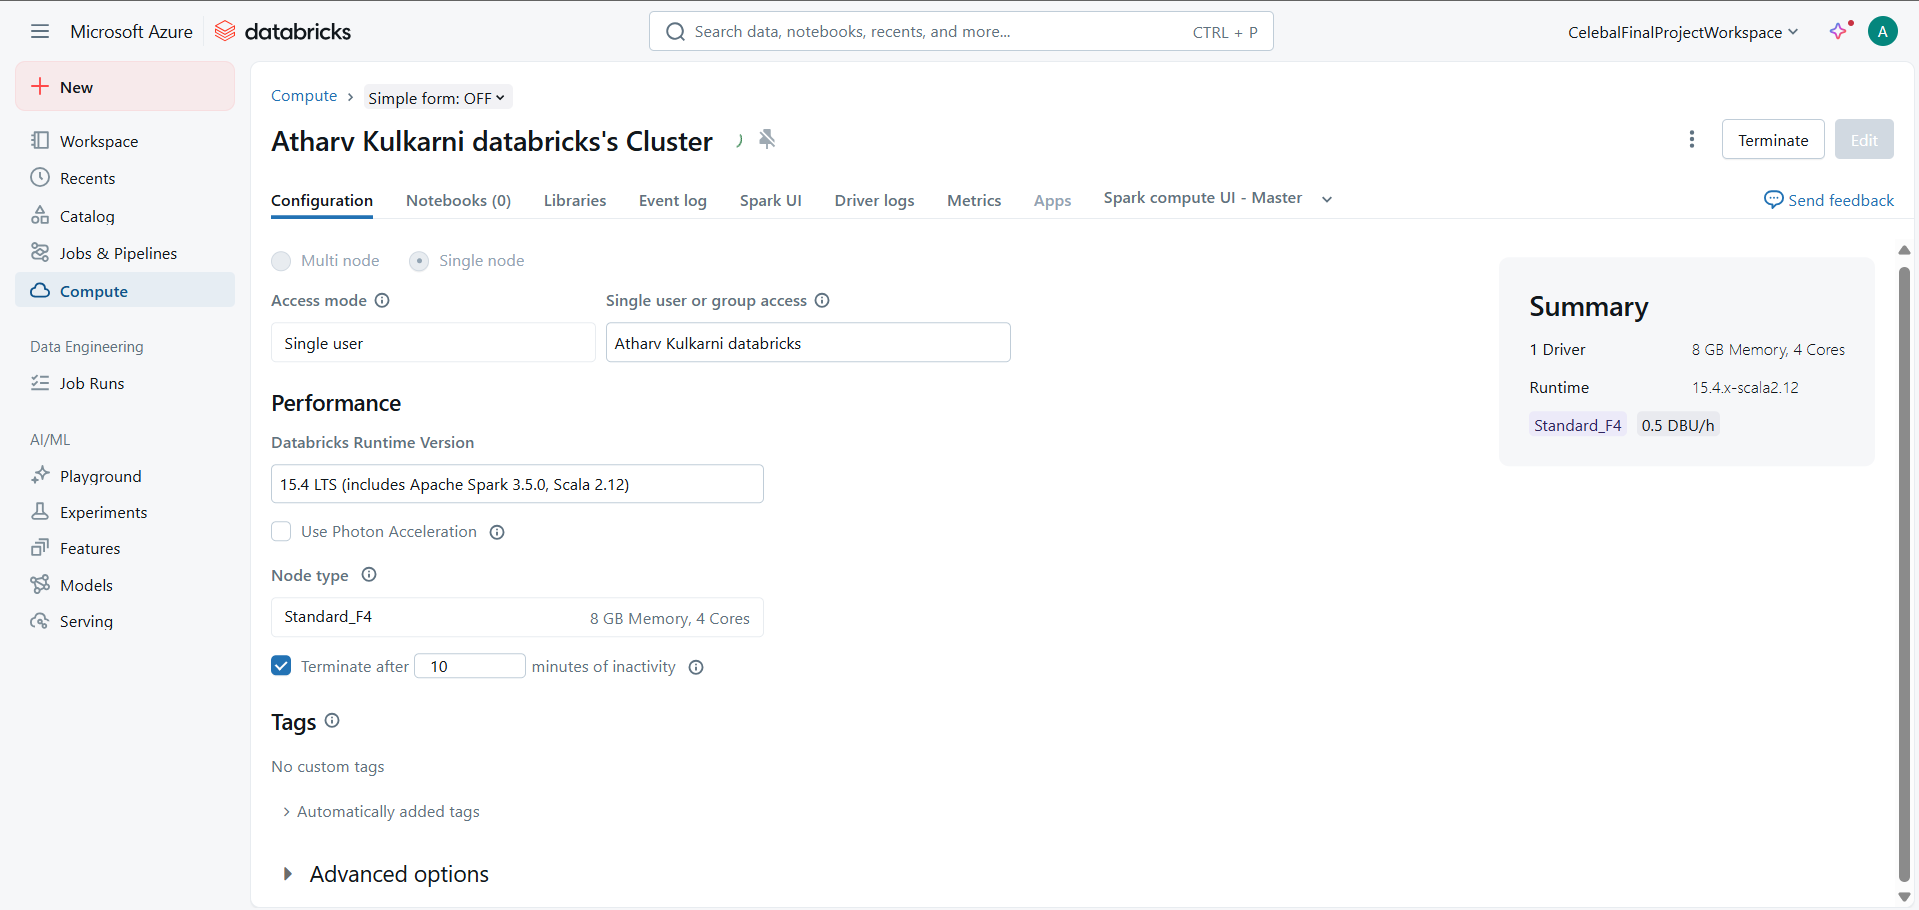 Microsoft Azure databricks
Search data, notebooks, recents, and more... CTRL + P
CelebalFinalProjectWorkspace
A
New
Workspace
Recents
Catalog
Jobs & Pipelines
Compute
Data Engineering
Job Runs
AI/ML
Playground
Experiments
Features
Models
Serving
Compute > Simple form: OFF
Atharv Kulkarni databricks's Cluster
Terminate
Edit
Configuration Notebooks (0) Libraries Event log Spark UI Driver logs Metrics Apps Spark compute UI - Master
Send feedback
Multi node Single node
Access mode Single user or group access
Single user Atharv Kulkarni databricks
Performance
Databricks Runtime Version
15.4 LTS (includes Apache Spark 3.5.0, Scala 2.12)
Use Photon Acceleration
Node type
Standard_F4 8 GB Memory, 4 Cores
Terminate after 10 minutes of inactivity
Tags
No custom tags
Automatically added tags
Advanced options
Summary
1 Driver 8 GB Memory, 4 Cores
Runtime 15.4.x-scala2.12
Standard_F4 0.5 DBU/h